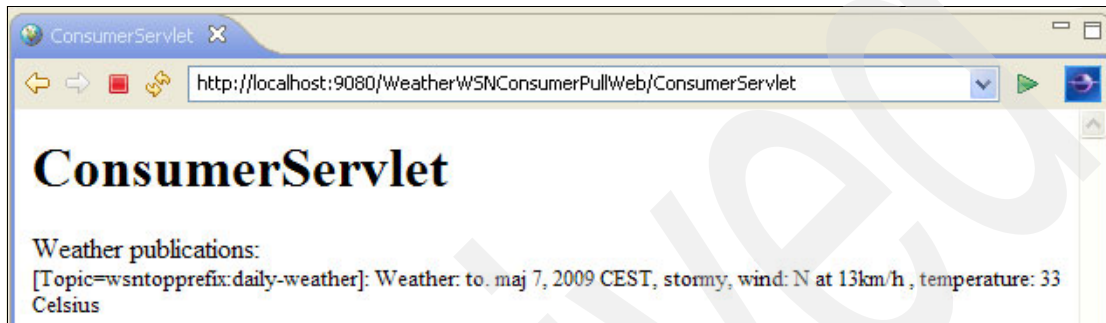 ConsumerServlet
http://localhost:9080/WeatherWSNConsumerPullWeb/ConsumerServlet
ConsumerServlet
Weather publications:
[Topic=wsntopprefix:daily-weather]: Weather: to. maj 7, 2009 CEST, stormy, wind: N at 13km/h , temperature: 33
Celsius